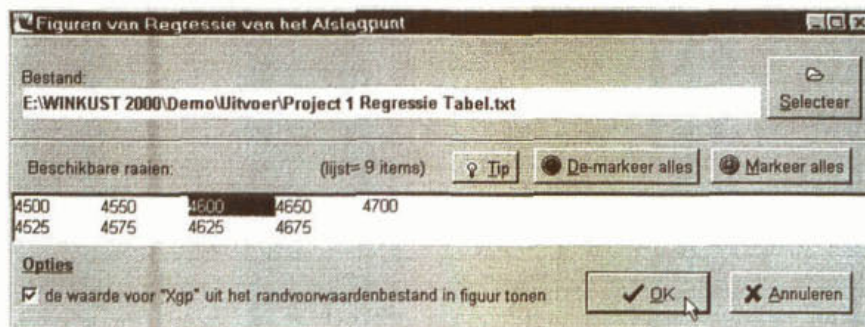 Figuren van Regressie van het Afslagpunt
Bestand:
E:\WINKUST 2000\Demo\Uitvoer\Project 1 Regressie Tabel.txt
Selecteer
Beschikbare raaien: (lijst= 9 items) Tip De-markeer alles Markeer alles
4500 4550 4600 4650 4700
4525 4575 4625 4675
Opties
de waarde voor "Xgp" uit het randvoorwaardenbestand in figuur tonen
OK Annuleren